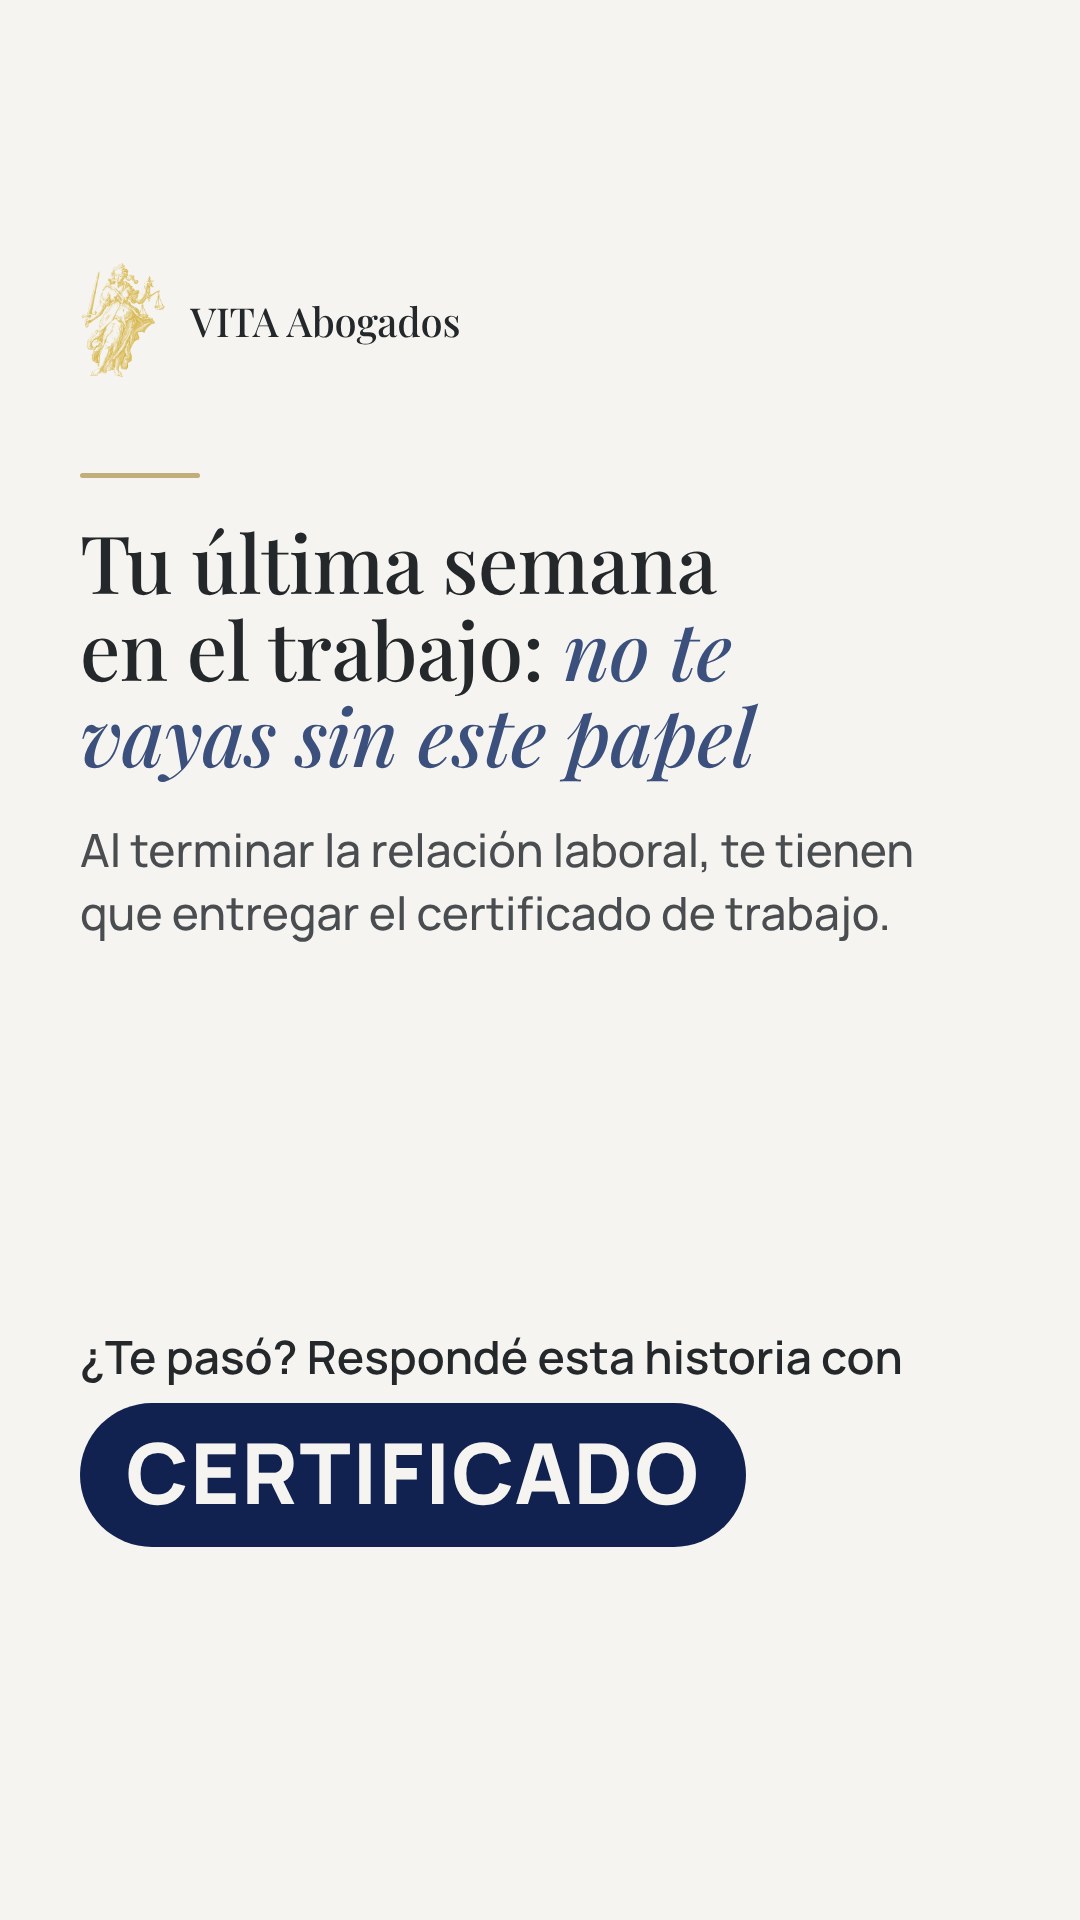 VITA Abogados
Tu última semana
en el trabajo: no te
vayas sin este papel
Al terminar la relación laboral, te tienen
que entregar el certificado de trabajo.
¿Te pasó? Respondé esta historia con
CERTIFICADO